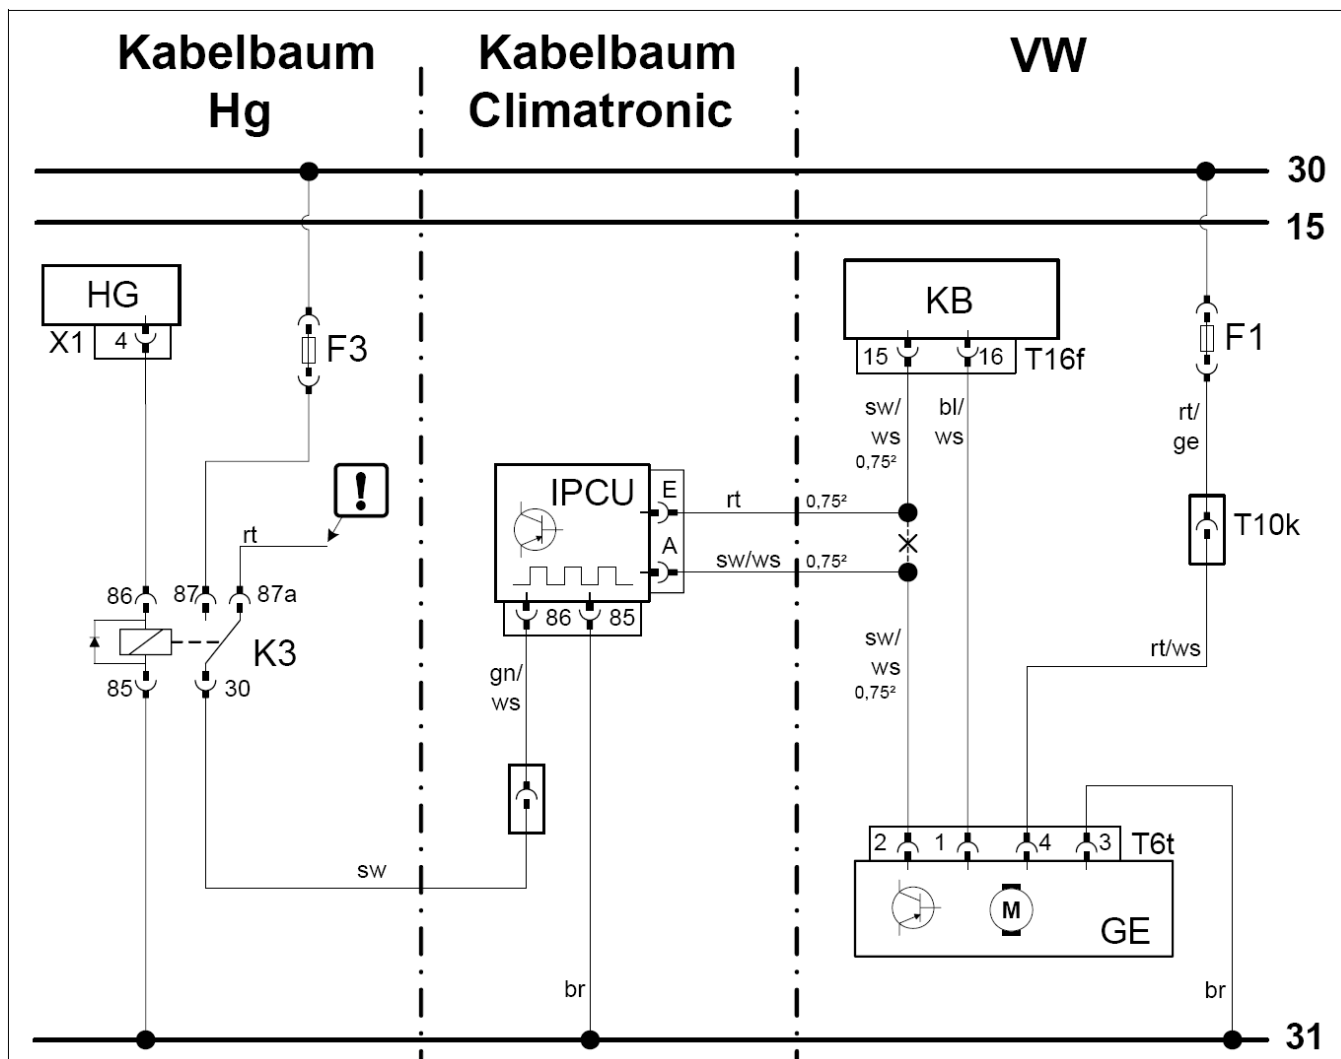 Kabelbaum
Hg
Kabelbaum
Climatronic
VW
30
15
HG
X1
4
F3
KB
15
16
T16f
F1
sw/
ws
0,75²
bl/
ws
rt/
ge
!
rt
IPCU
E
rt
0,75²
A
sw/ws
0,75²
T10k
86
87
87a
86
85
K3
85
30
gn/
ws
sw/
ws
0,75²
rt/ws
sw
2
1
4
3
T6t
M
GE
br
br
31